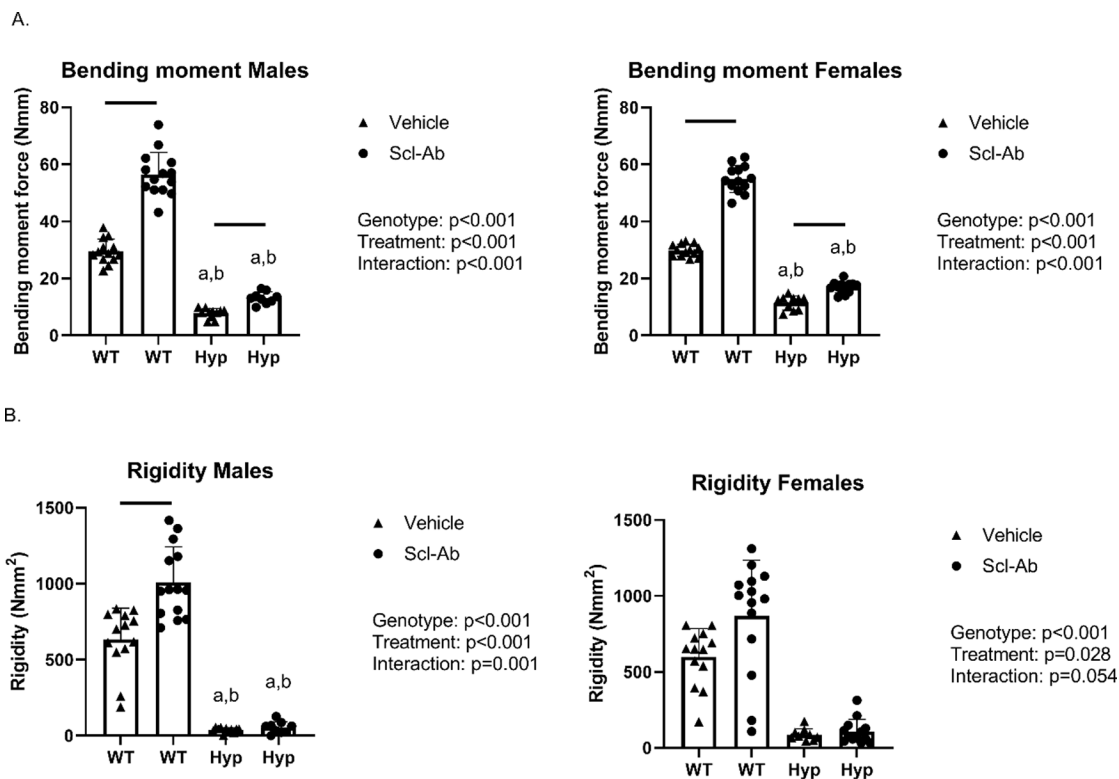 A.
Bending moment Males
Bending moment force (Nmm)
80
60
40
20
0
a,b
a,b
WT
WT
Hyp
Hyp
Vehicle
Scl-Ab
Genotype: p<0.001
Treatment: p<0.001
Interaction: p<0.001
Bending moment Females
Bending moment force (Nmm)
80
60
40
20
0
a,b
a,b
WT
WT
Hyp
Hyp
Vehicle
Scl-Ab
Genotype: p<0.001
Treatment: p<0.001
Interaction: p<0.001
B.
Rigidity Males
Rigidity (Nmm²)
1500
1000
500
0
a,b
a,b
WT
WT
Hyp
Hyp
Vehicle
Scl-Ab
Genotype: p<0.001
Treatment: p<0.001
Interaction: p=0.001
Rigidity Females
Rigidity (Nmm²)
1500
1000
500
0
WT
WT
Hyp
Hyp
Vehicle
Scl-Ab
Genotype: p<0.001
Treatment: p=0.028
Interaction: p=0.054